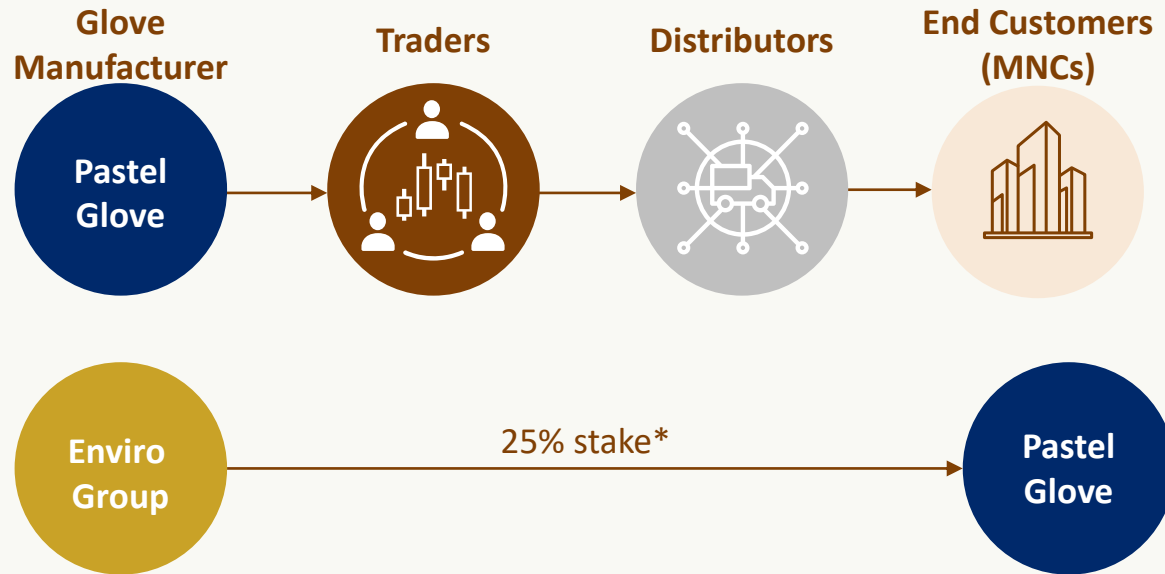 Glove
Manufacturer
Traders
Distributors
End Customers
(MNCs)
Pastel
Glove
Enviro
Group
25% stake*
Pastel
Glove